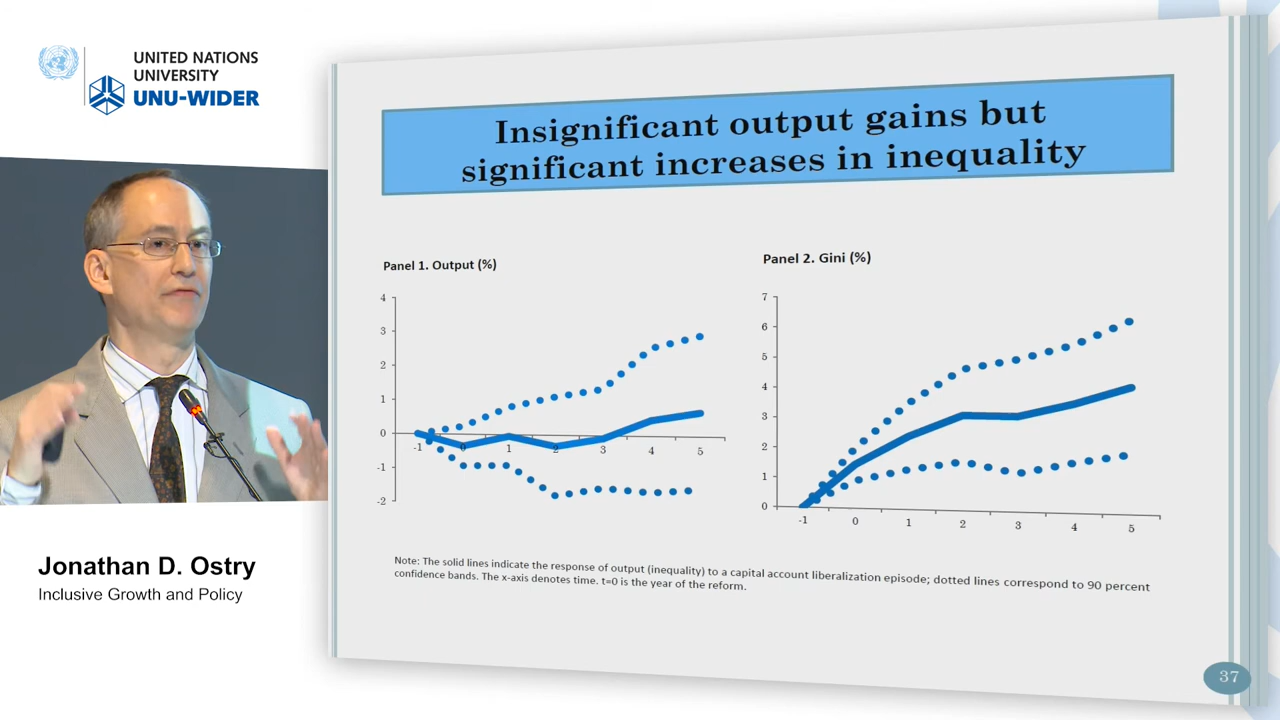 UNITED NATIONS
UNIVERSITY
UNU-WIDER
Jonathan D. Ostry
Inclusive Growth and Policy
Insignificant output gains but
significant increases in inequality
Panel 1. Output (%)
4
3
2
1
0
-1
-2
-1
0
1
2
3
4
5
Panel 2. Gini (%)
7
6
5
4
3
2
1
0
-1
0
1
2
3
4
5
Note: The solid lines indicate the response of output (inequality) to a capital account liberalization episode; dotted lines correspond to 90 percent
confidence bands. The x-axis denotes time. t=0 is the year of the reform.
37